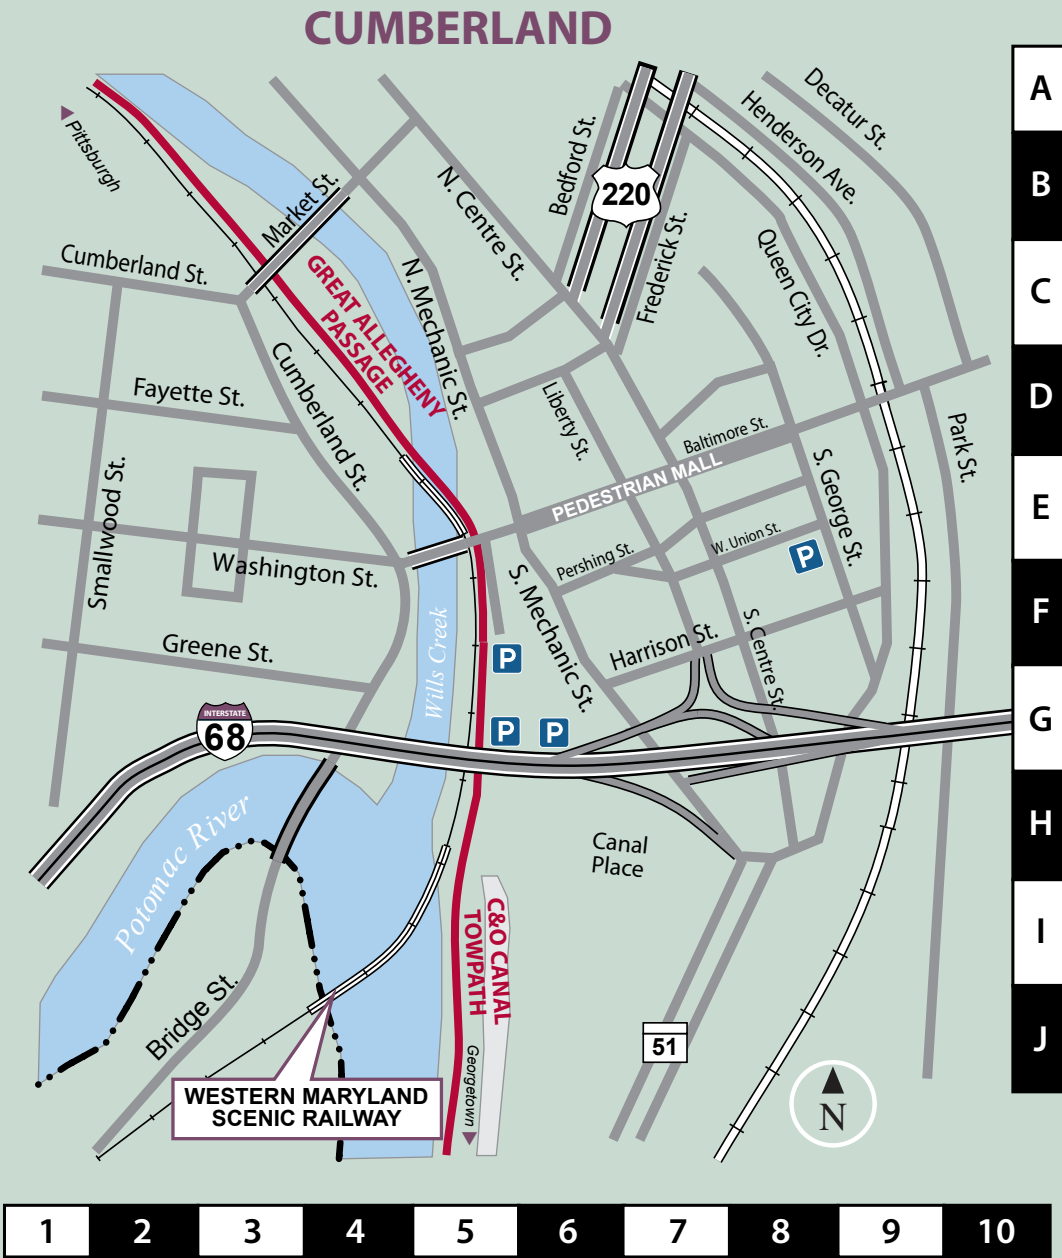 CUMBERLAND
A
B
C
D
E
F
G
H
I
J
Pittsburgh
Market St.
N. Centre St.
Bedford St.
220
Frederick St.
Henderson Ave.
Decatur St.
Queen City Dr.
Cumberland St.
GREAT ALLEGHENY
PASSAGE
N. Mechanic St.
Fayette St.
Cumberland St.
Liberty St.
Baltimore St.
PEDESTRIAN MALL
Park St.
S. George St.
Smallwood St.
Washington St.
Pershing St.
W. Union St.
P
S. Mechanic St.
Wills Creek
Greene St.
Harrison St.
S. Centre St.
P
P
P
INTERSTATE
68
Potomac River
Canal
Place
C&O CANAL
TOWPATH
Bridge St.
51
Georgetown
WESTERN MARYLAND
SCENIC RAILWAY
N
1 2 3 4 5 6 7 8 9 10